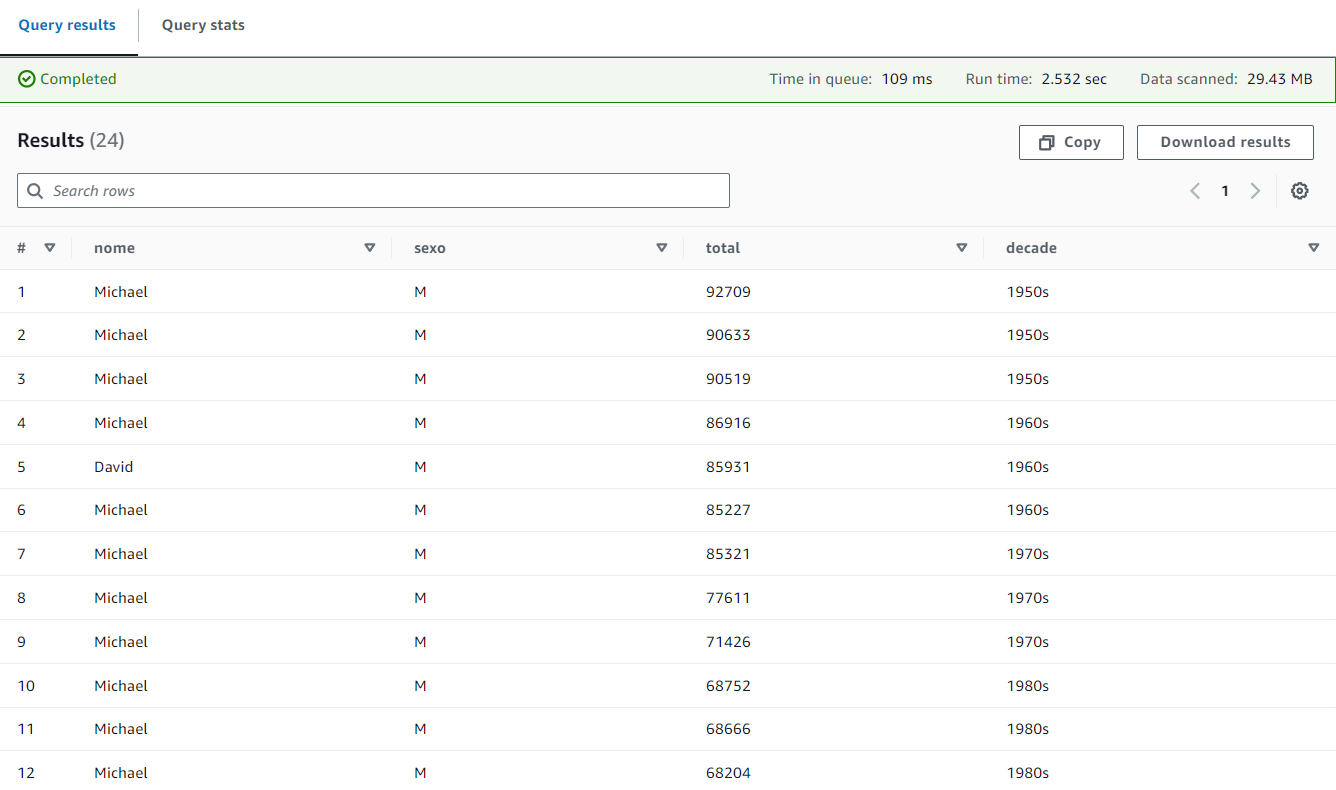 Query results Query stats
Completed Time in queue: 109 ms Run time: 2.532 sec Data scanned: 29.43 MB
Results (24) Copy Download results
Search rows 1
# nome sexo total decade
1 Michael M 92709 1950s
2 Michael M 90633 1950s
3 Michael M 90519 1950s
4 Michael M 86916 1960s
5 David M 85931 1960s
6 Michael M 85227 1960s
7 Michael M 85321 1970s
8 Michael M 77611 1970s
9 Michael M 71426 1970s
10 Michael M 68752 1980s
11 Michael M 68666 1980s
12 Michael M 68204 1980s